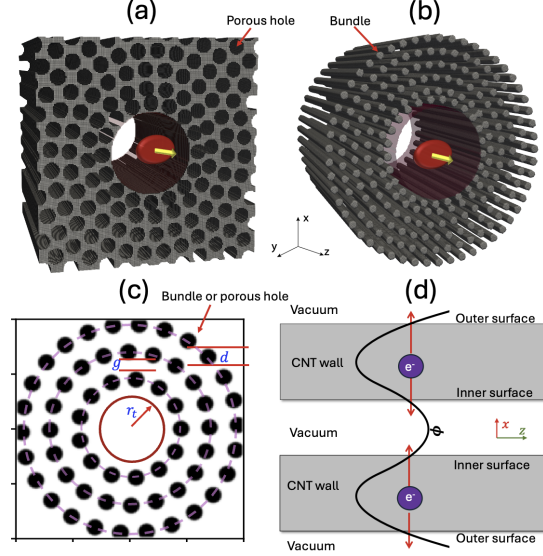 (a)
(b)
Porous hole
Bundle
x
y
z
(c)
(d)
Bundle or porous hole
g
d
r_t
Vacuum
Outer surface
CNT wall
e-
Inner surface
Vacuum
ϕ
x
z
Inner surface
CNT wall
e-
Vacuum
Outer surface